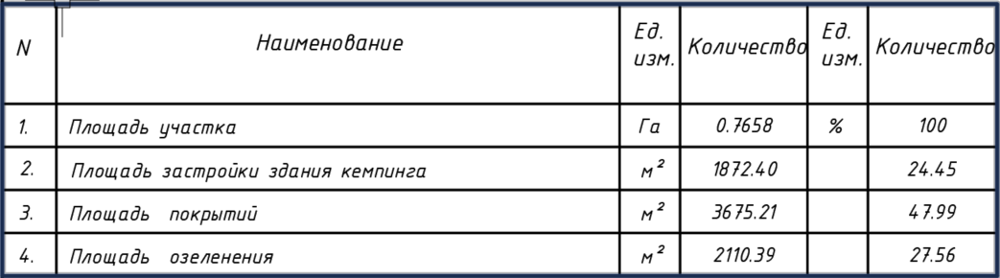 N Наименование Ед. изм. Количество Ед. изм. Количество
1. Площадь участка Га 0.7658 % 100
2. Площадь застройки здания кемпинга м² 1872.40 24.45
3. Площадь покрытий м² 3675.21 47.99
4. Площадь озеленения м² 2110.39 27.56